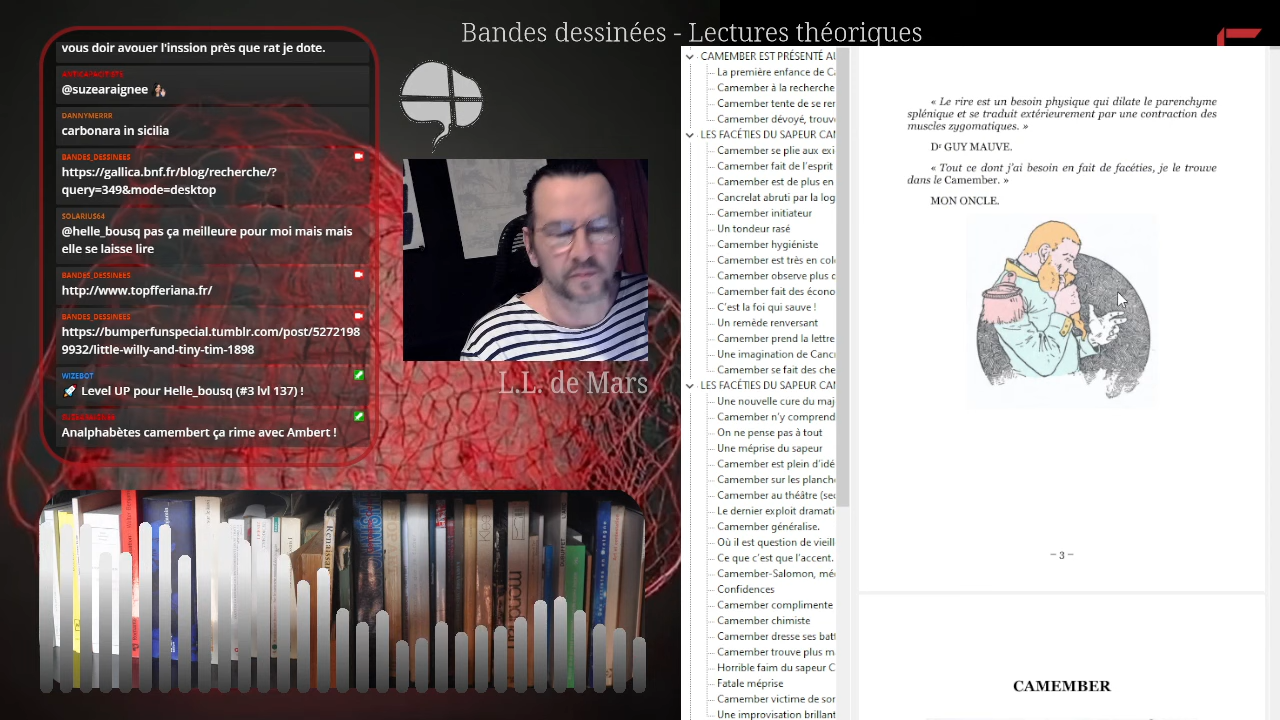 Bandes dessinées - Lectures théoriques
vous doir avouer l'inssion près que rat je dote.
@suzearaignee
DANNYMERRR
carbonara in sicilia
BANDES_DESSINEES
https://gallica.bnf.fr/blog/recherche/?
query=349&mode=desktop
SOLARIUS64
@helle_bousq pas ça meilleure pour moi mais mais
elle se laisse lire
BANDES_DESSINEES
http://www.topfferiana.fr/
BANDES_DESSINEES
https://bumperfunspecial.tumblr.com/post/5272198
9932/little-willy-and-tiny-tim-1898
WIZEBOT
Level UP pour Helle_bousq (#3 lvl 137) !
Analphabètes camembert ça rime avec Ambert !
L.L. de Mars
CAMEMBER EST PRÉSENTÉ AU
La première enfance de Ca
Camember à la recherche
Camember tente de se ren
Camember dévoyé, trouve
LES FACÉTIES DU SAPEUR CAM
Camember se plie aux exi
Camember fait de l'esprit
Camember est de plus en
Cancrelat abruti par la log
Camember initiateur
Un tondeur rasé
Camember hygiéniste
Camember est très en colè
Camember observe plus c
Camember fait des écono
C'est la foi qui sauve !
Un remède renversant
Camember prend la lettre
Une imagination de Cancr
Camember se fait des che
LES FACÉTIES DU SAPEUR CAM
Une nouvelle cure du maj
Camember n'y comprend
On ne pense pas à tout
Une méprise du sapeur
Camember est plein d'idé
Camember sur les planche
Camember au théâtre (sec
Le dernier exploit dramati
Camember généralise.
Où il est question de vieill
Ce que c'est que l'accent.
Camember-Salomon, méc
Confidences
Camember complimente
Camember chimiste
Camember dresse ses batt
Camember trouve plus m
Horrible faim du sapeur C
Fatale méprise
Camember victime de son
Une improvisation brillant
« Le rire est un besoin physique qui dilate le parenchyme
splénique et se traduit extérieurement par une contraction des
muscles zygomatiques. »
Dʳ GUY MAUVE.
« Tout ce dont j'ai besoin en fait de facéties, je le trouve
dans le Camember. »
MON ONCLE.
– 3 –
CAMEMBER